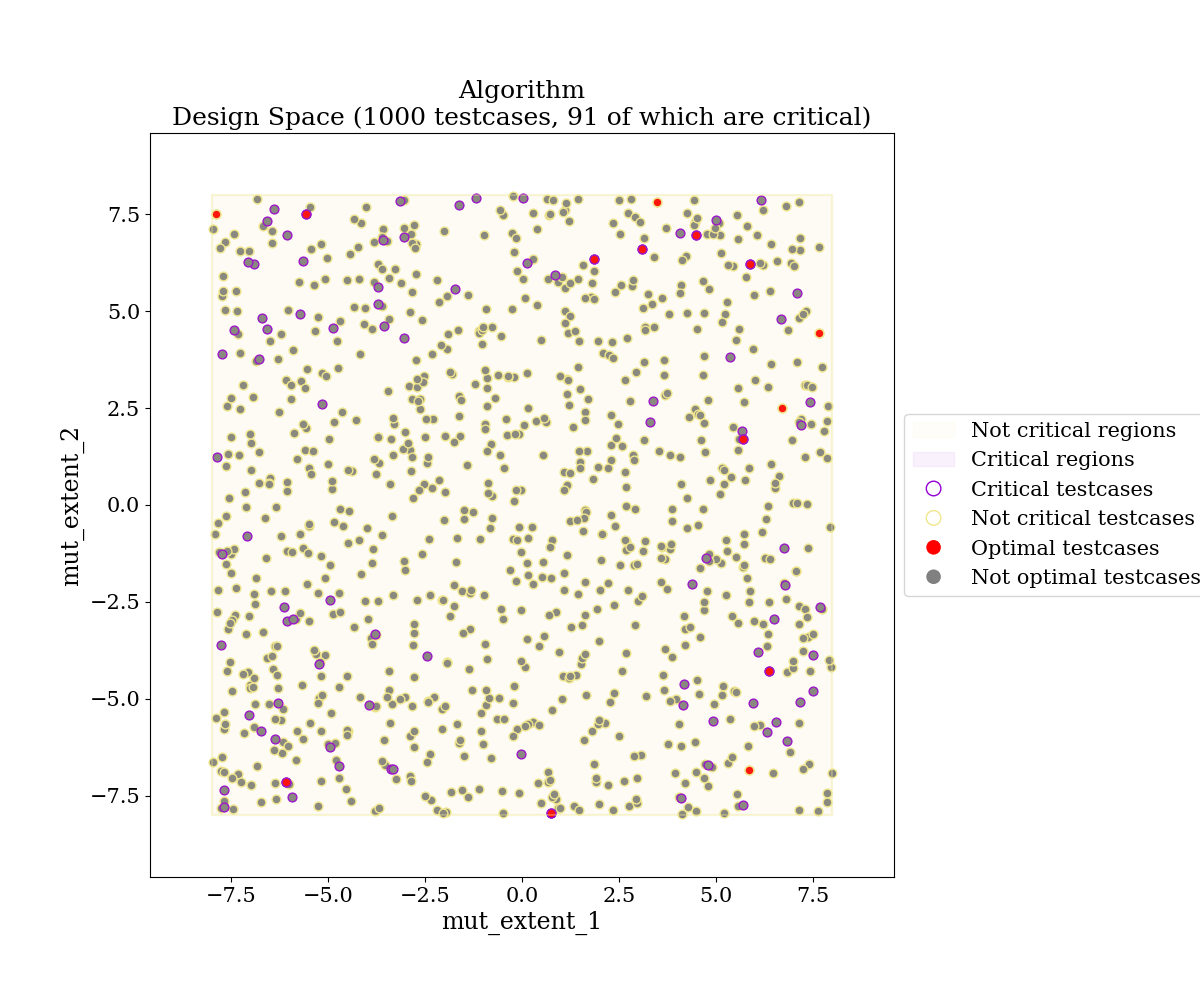 Algorithm
Design Space (1000 testcases, 91 of which are critical)
7.5
5.0
2.5
0.0
−2.5
−5.0
−7.5
mut_extent_2
−7.5 −5.0 −2.5 0.0 2.5 5.0 7.5
mut_extent_1
Not critical regions
Critical regions
Critical testcases
Not critical testcases
Optimal testcases
Not optimal testcases